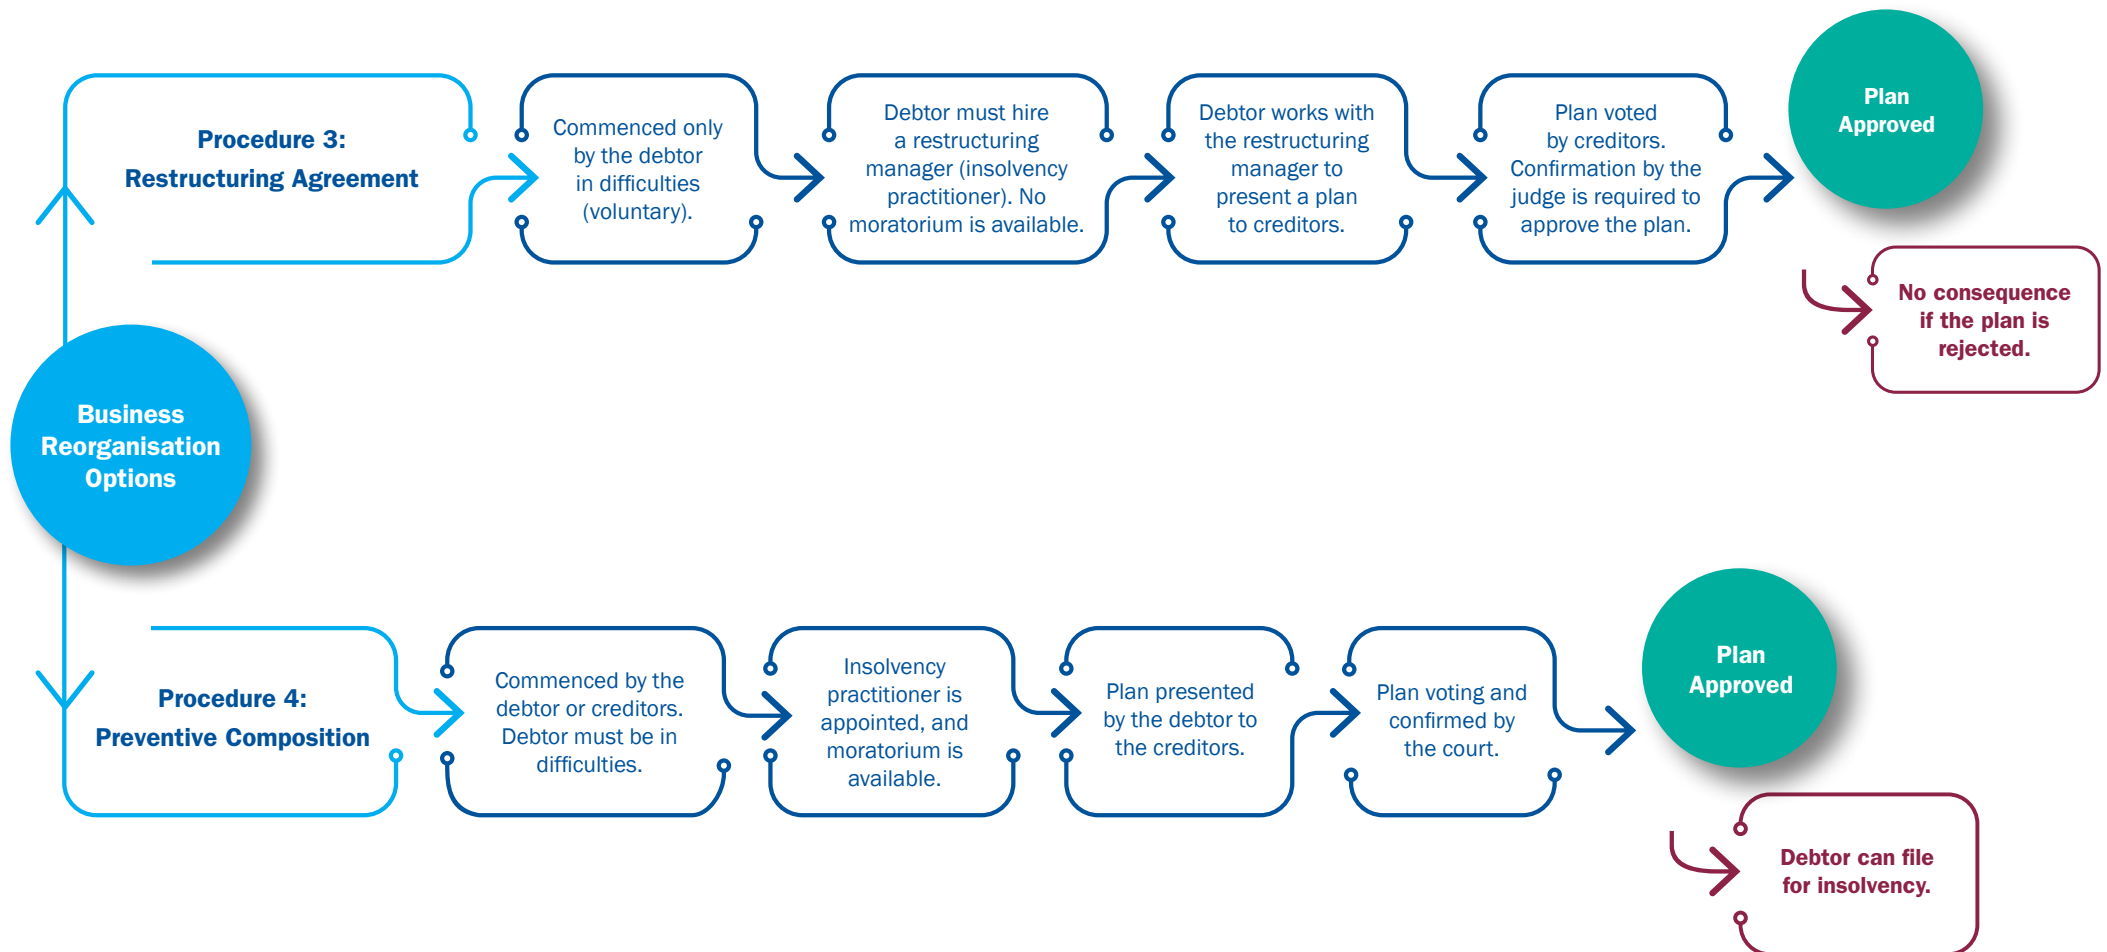 Procedure 3:
Restructuring Agreement
Commenced only
by the debtor
in difficulties
(voluntary).
Debtor must hire
a restructuring
manager (insolvency
practitioner). No
moratorium is available.
Debtor works with
the restructuring
manager to
present a plan
to creditors.
Plan voted
by creditors.
Confirmation by the
judge is required to
approve the plan.
Plan
Approved
No consequence
if the plan is
rejected.
Business
Reorganisation
Options
Procedure 4:
Preventive Composition
Commenced by the
debtor or creditors.
Debtor must be in
difficulties.
Insolvency
practitioner is
appointed, and
moratorium is
available.
Plan presented
by the debtor to
the creditors.
Plan voting and
confirmed by
the court.
Plan
Approved
Debtor can file
for insolvency.